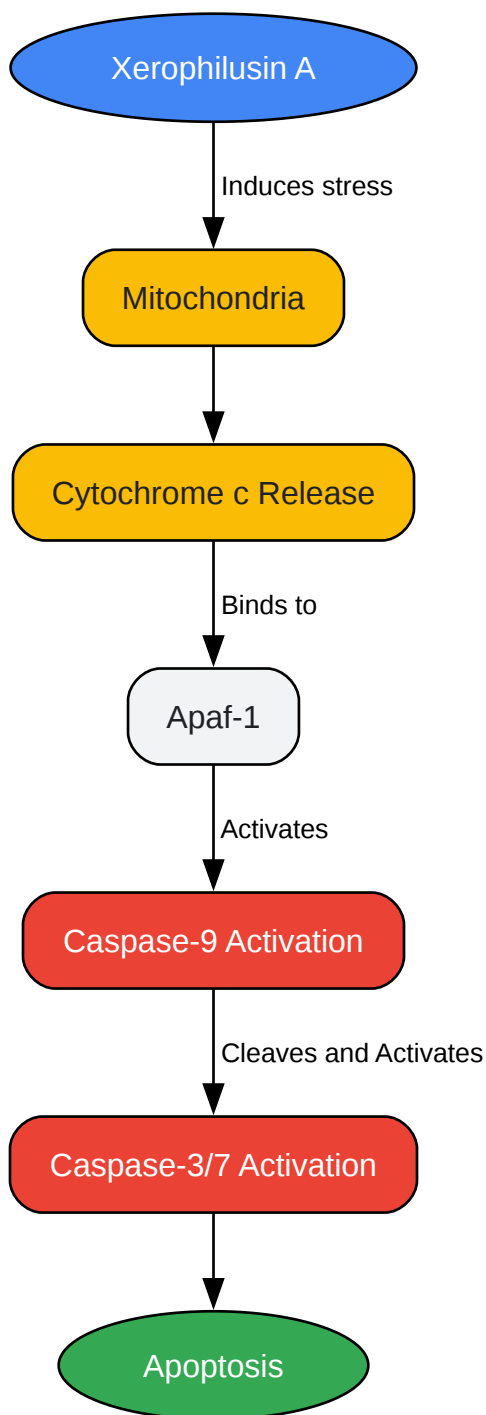 Xerophilusin A
Induces stress
Mitochondria
Cytochrome c Release
Binds to
Apaf-1
Activates
Caspase-9 Activation
Cleaves and Activates
Caspase-3/7 Activation
Apoptosis